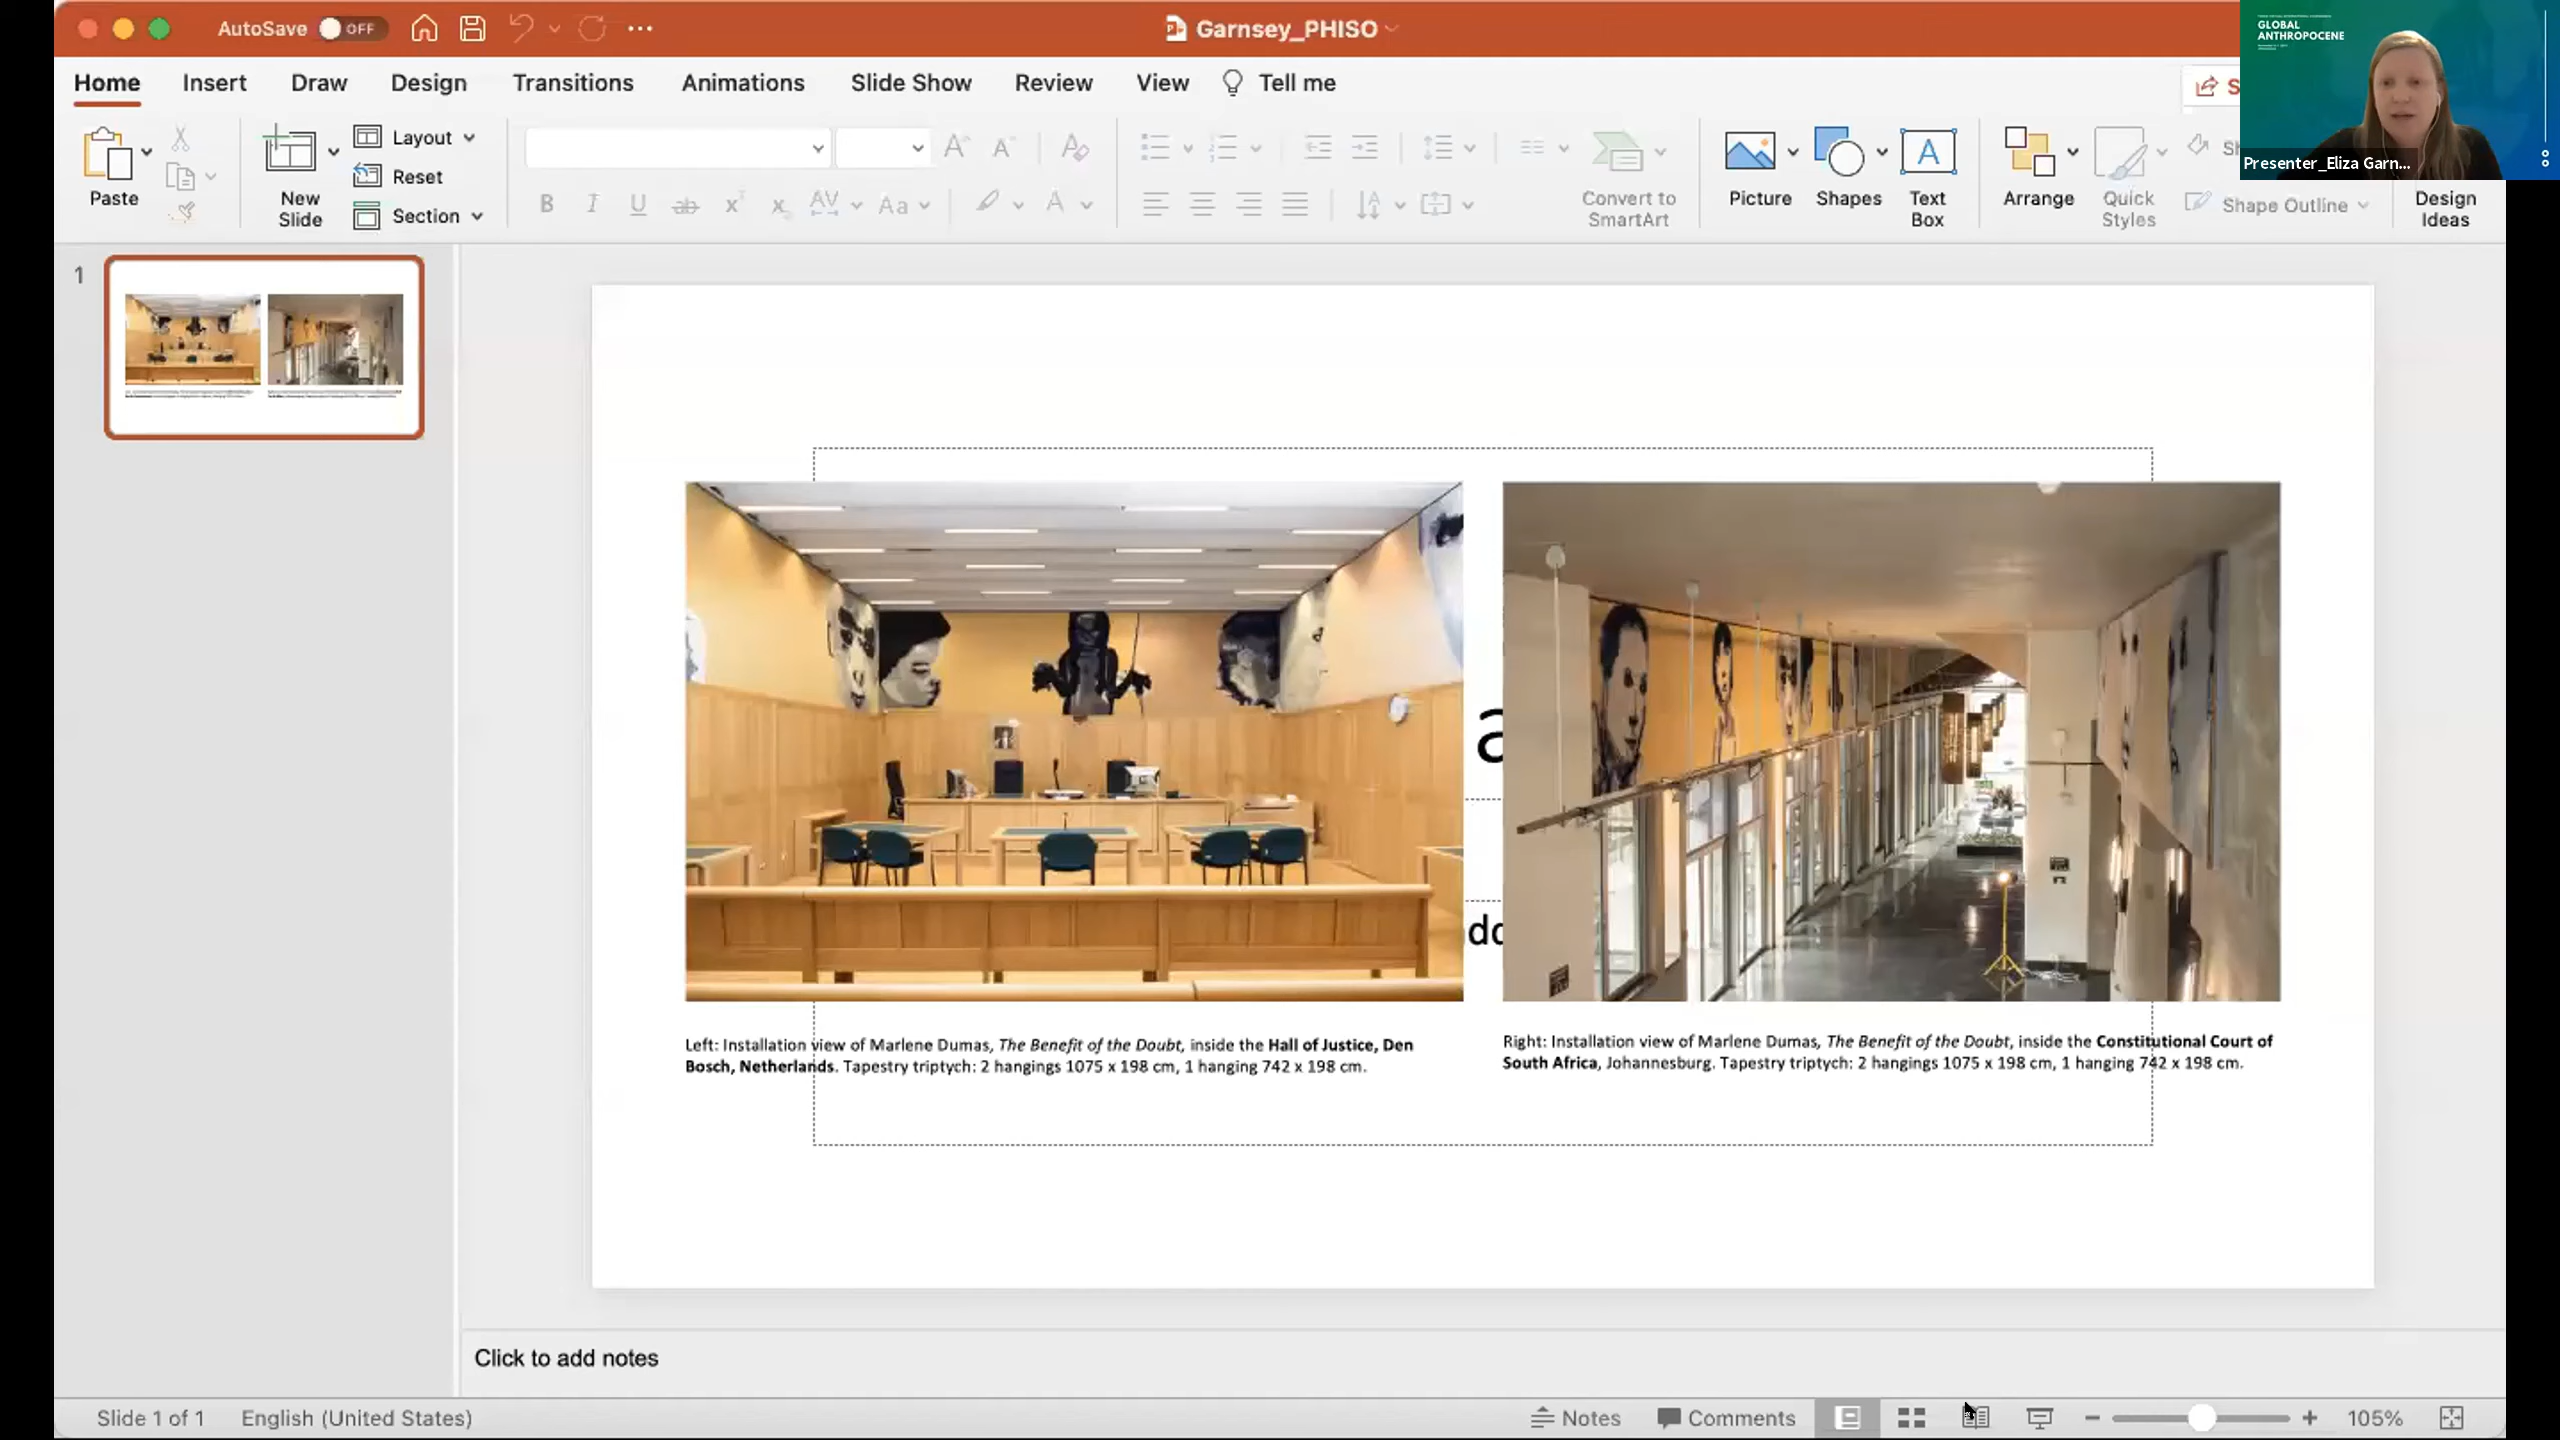 AutoSave OFF
Garnsey_PHISO
GLOBAL
ANTHROPOCENE
Home Insert Draw Design Transitions Animations Slide Show Review View Tell me
S
Paste
New
Slide
Layout
Reset
Section
B I U ab x
AV Aa A
Convert to
SmartArt
Picture
Shapes
Text
Box
Arrange
Quick
Styles
Sh
Shape Outline
Design
Ideas
Presenter_Eliza Garn...
1
a
dd
Left: Installation view of Marlene Dumas, The Benefit of the Doubt, inside the Hall of Justice, Den
Bosch, Netherlands. Tapestry triptych: 2 hangings 1075 x 198 cm, 1 hanging 742 x 198 cm.
Right: Installation view of Marlene Dumas, The Benefit of the Doubt, inside the Constitutional Court of
South Africa, Johannesburg. Tapestry triptych: 2 hangings 1075 x 198 cm, 1 hanging 742 x 198 cm.
Click to add notes
Slide 1 of 1 English (United States)
Notes Comments 105%